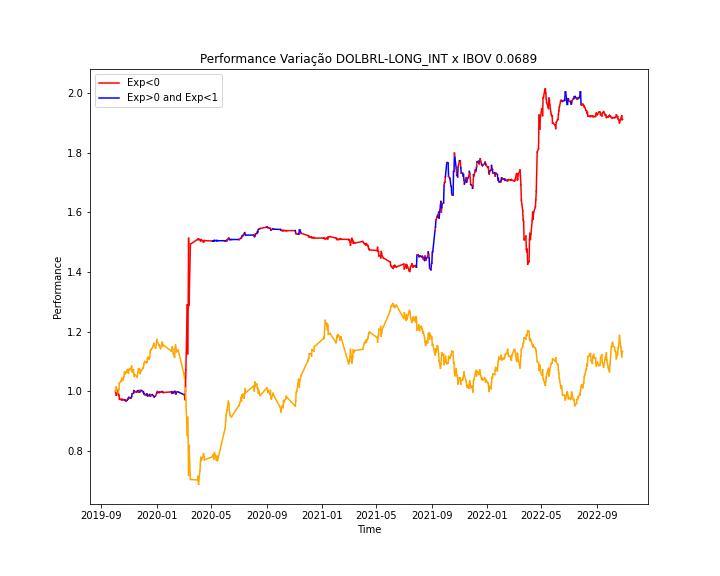 Performance Variação DOLBRL-LONG_INT x IBOV 0.0689
Exp<0
Exp>0 and Exp<1
Performance
2.0
1.8
1.6
1.4
1.2
1.0
0.8
2019-09 2020-01 2020-05 2020-09 2021-01 2021-05 2021-09 2022-01 2022-05 2022-09
Time